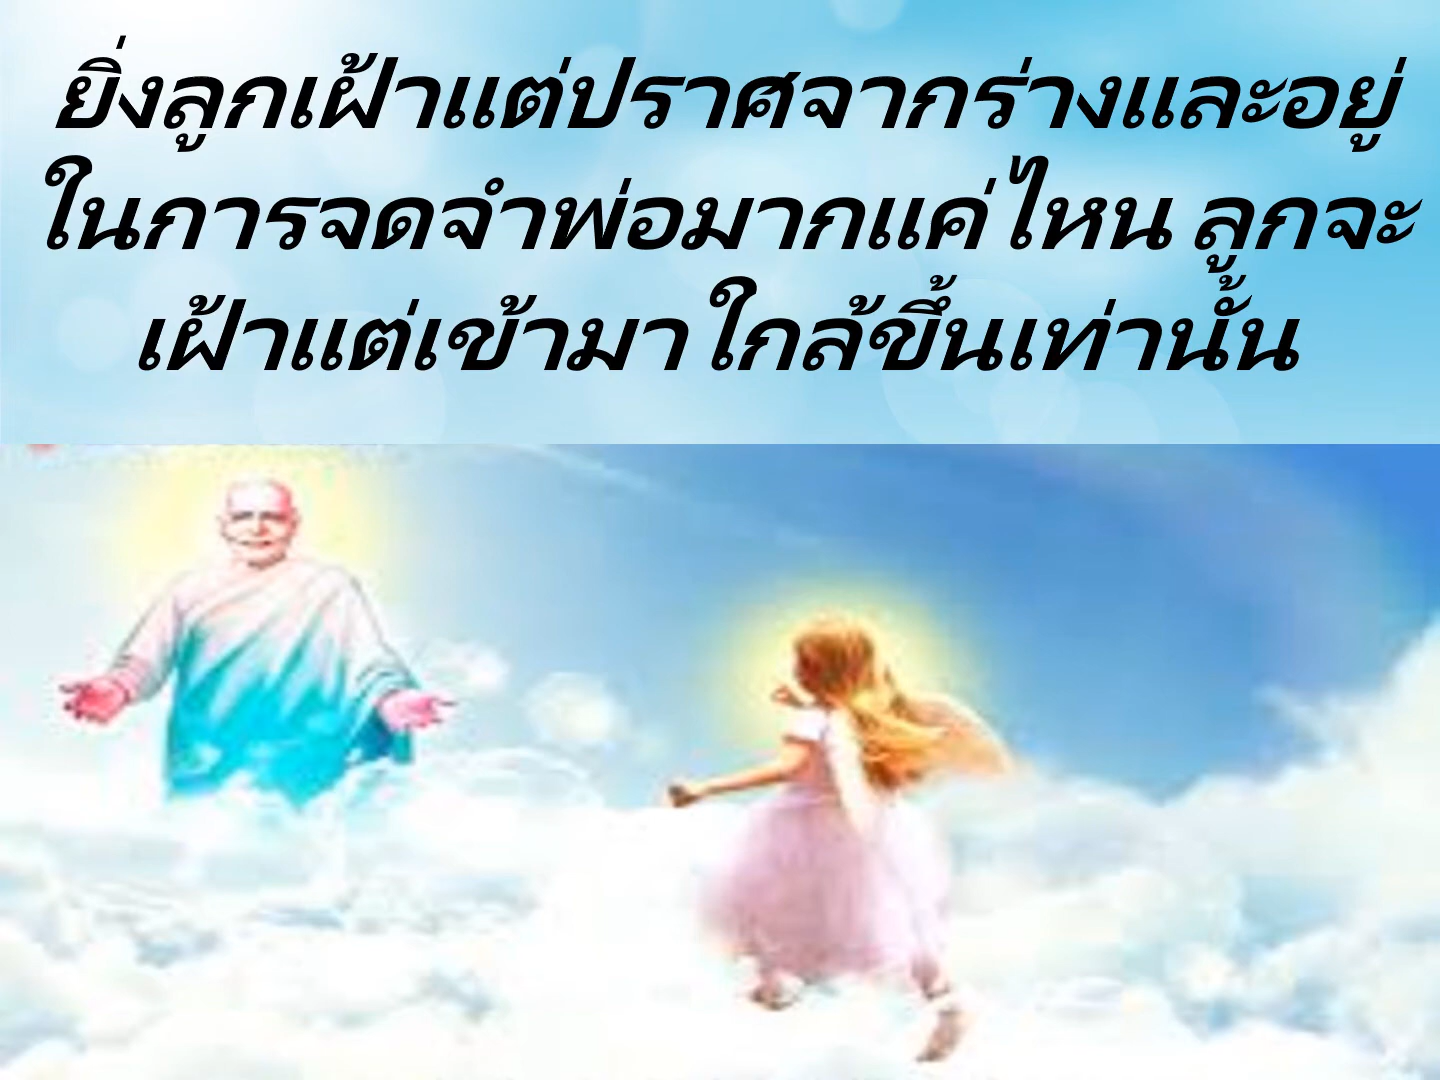 ยิ่งลูกเฝ้าแต่ปราศจากร่างและอยู่
ในการจดจำพ่อมากแค่ไหน ลูกจะ
เฝ้าแต่เข้ามาใกล้ขึ้นเท่านั้น